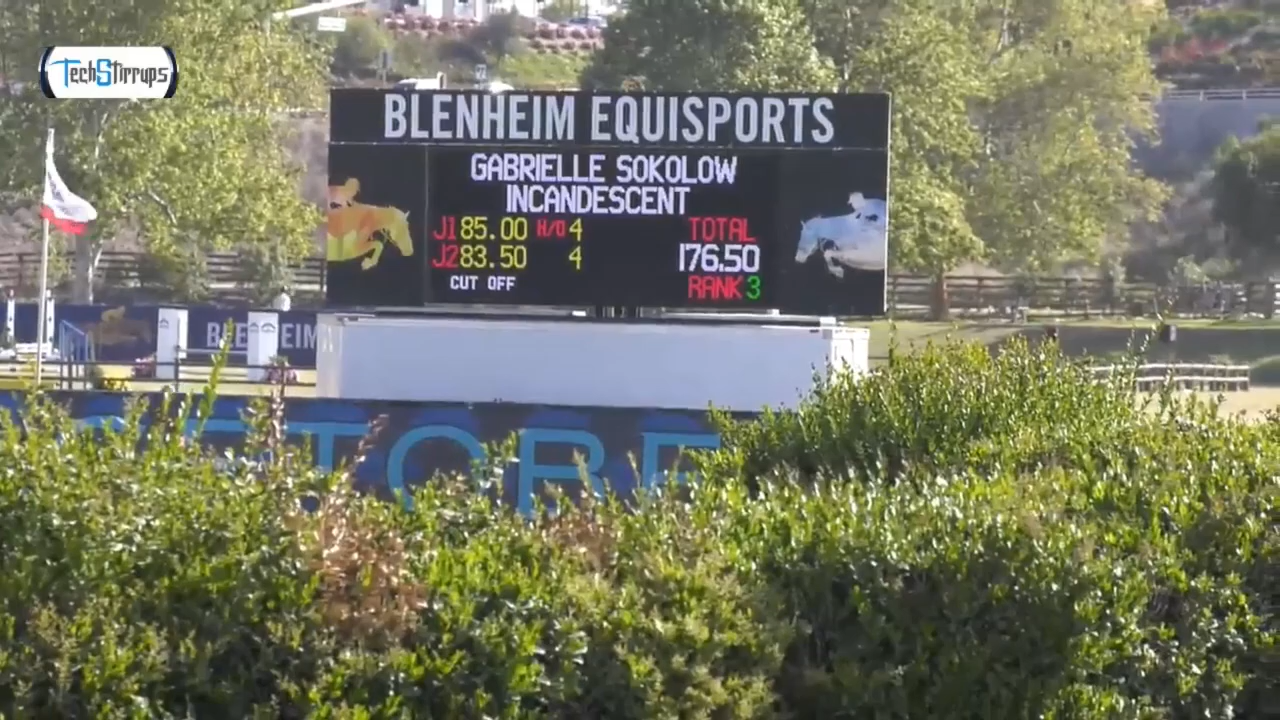 TechStirrups
BLENHEIM EQUISPORTS
GABRIELLE SOKOLOW
INCANDESCENT
J1 85.00 H/O 4 TOTAL
J2 83.50 4 176.50
CUT OFF RANK 3
BLENHEIM